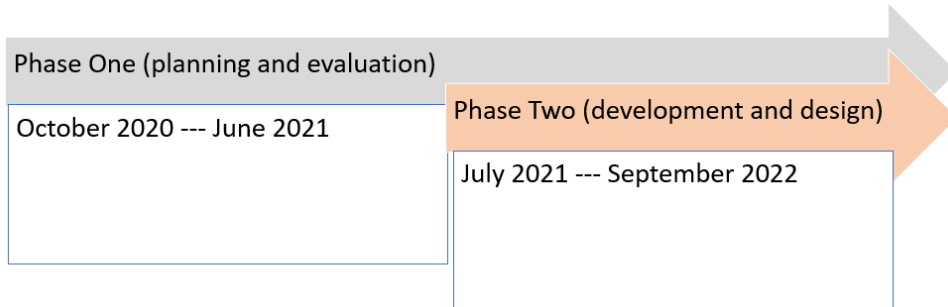 Phase One (planning and evaluation)
October 2020 --- June 2021
Phase Two (development and design)
July 2021 --- September 2022